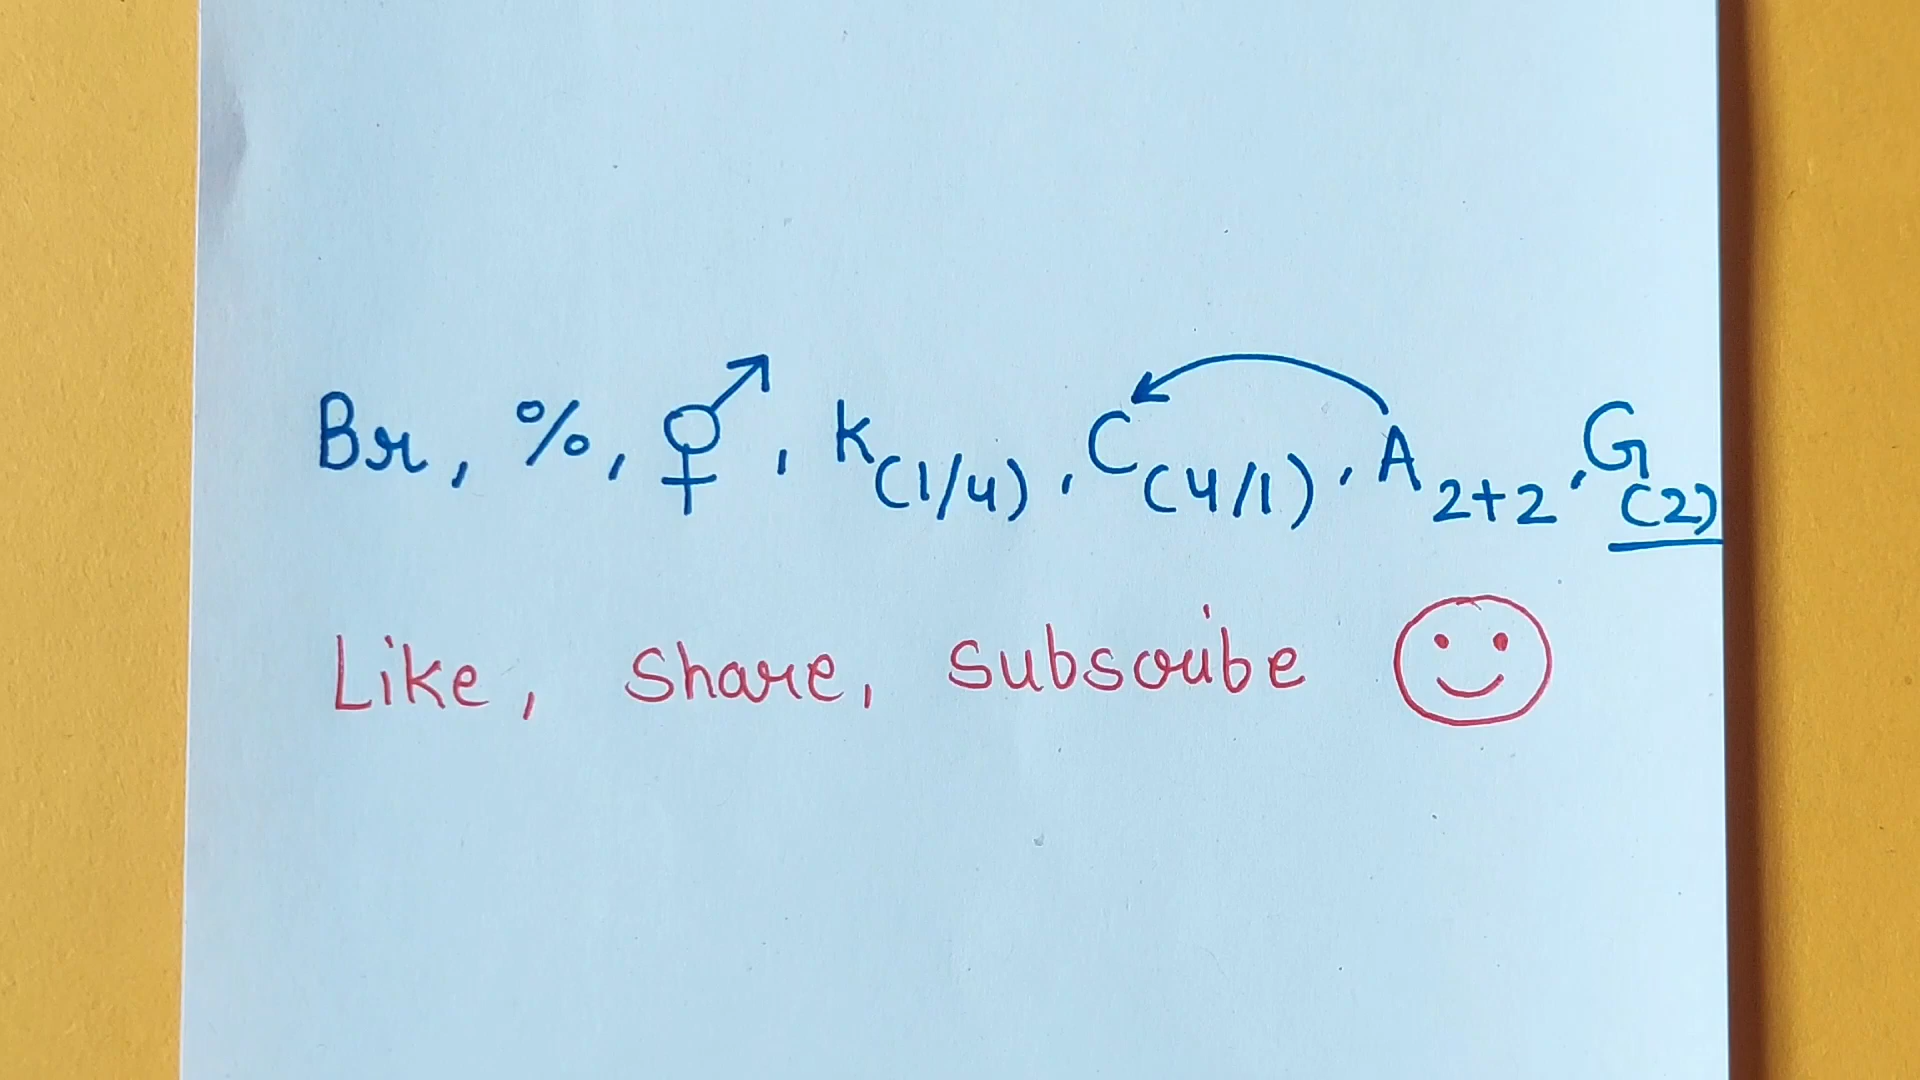 Br, %, ⚥, K(1/4), C(4/1), A2+2, G(2)
Like, Share, Subscribe